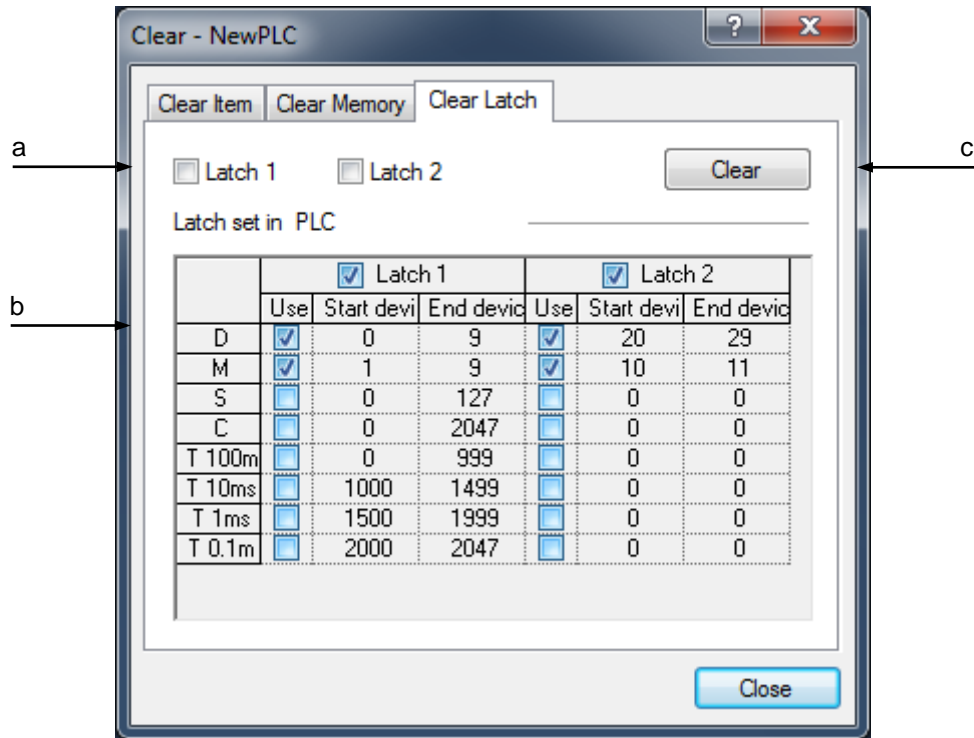 Clear - NewPLC ? X
Clear Item Clear Memory Clear Latch
a c
Latch 1 Latch 2 Clear
Latch set in PLC
Latch 1 Latch 2
b
Use Start devi End devic Use Start devi End devic
D 0 9 20 29
M 1 9 10 11
S 0 127 0 0
C 0 2047 0 0
T 100m 0 999 0 0
T 10ms 1000 1499 0 0
T 1ms 1500 1999 0 0
T 0.1m 2000 2047 0 0
Close